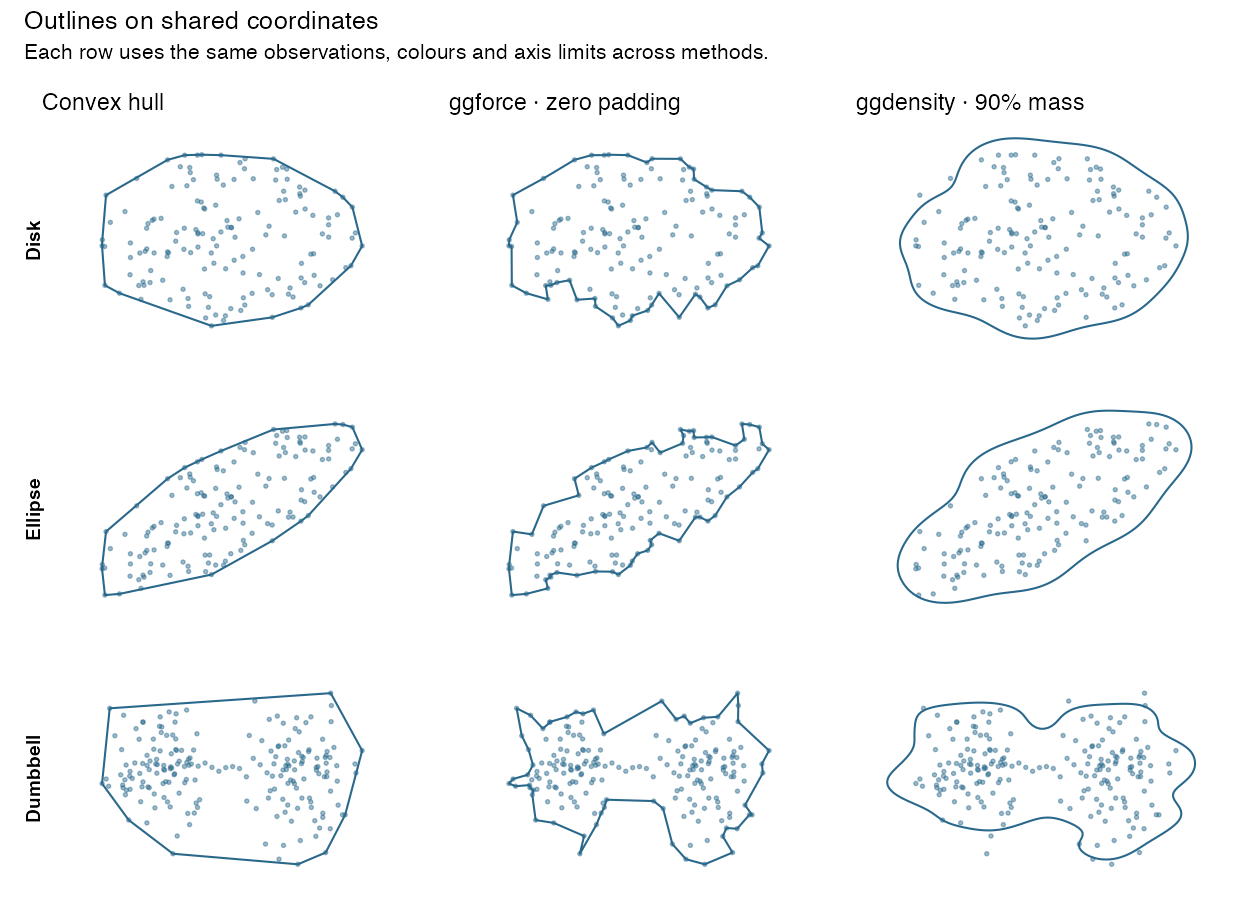 Outlines on shared coordinates
Each row uses the same observations, colours and axis limits across methods.
Convex hull
ggforce · zero padding
ggdensity · 90% mass
Disk
Ellipse
Dumbbell